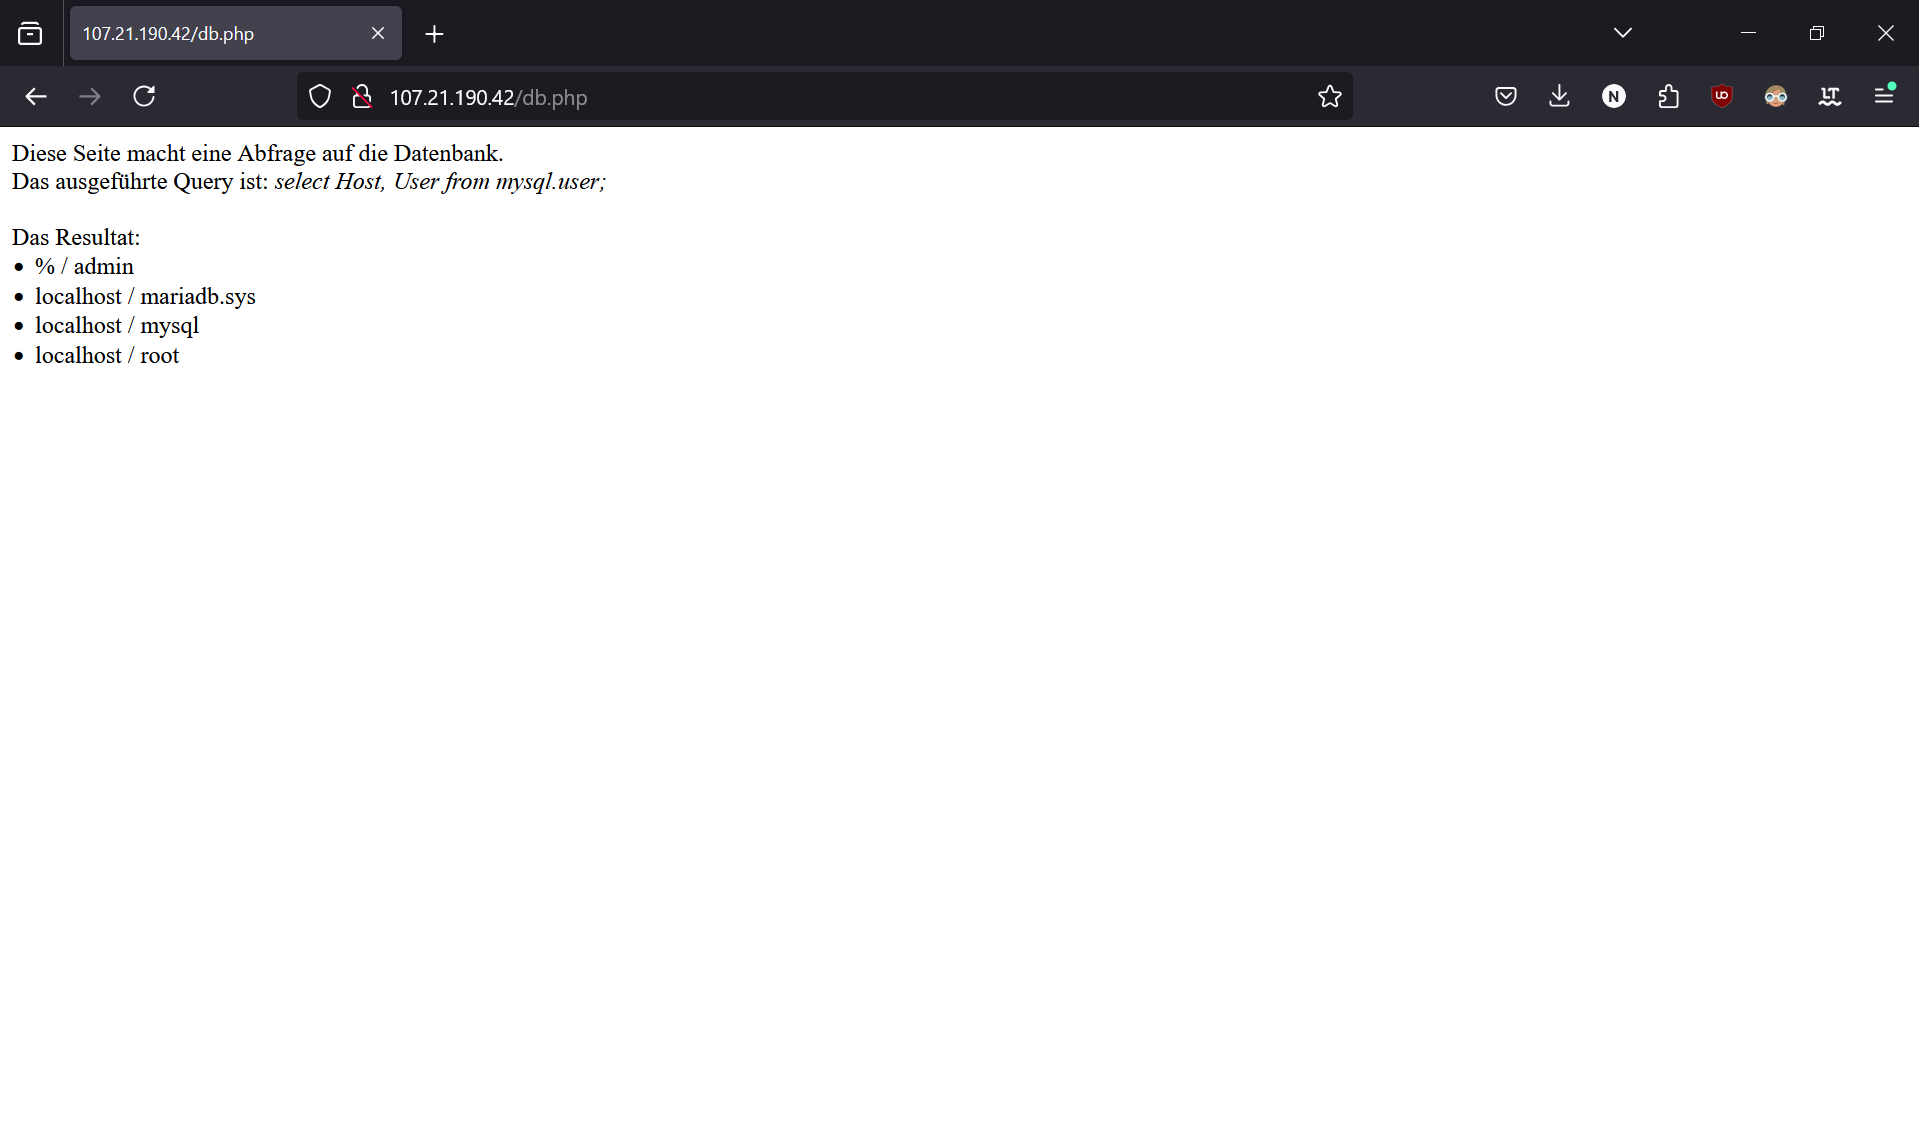 107.21.190.42/db.php
107.21.190.42/db.php
N
UO
LT
Diese Seite macht eine Abfrage auf die Datenbank.
Das ausgeführte Query ist: select Host, User from mysql.user;
Das Resultat:
• % / admin
• localhost / mariadb.sys
• localhost / mysql
• localhost / root